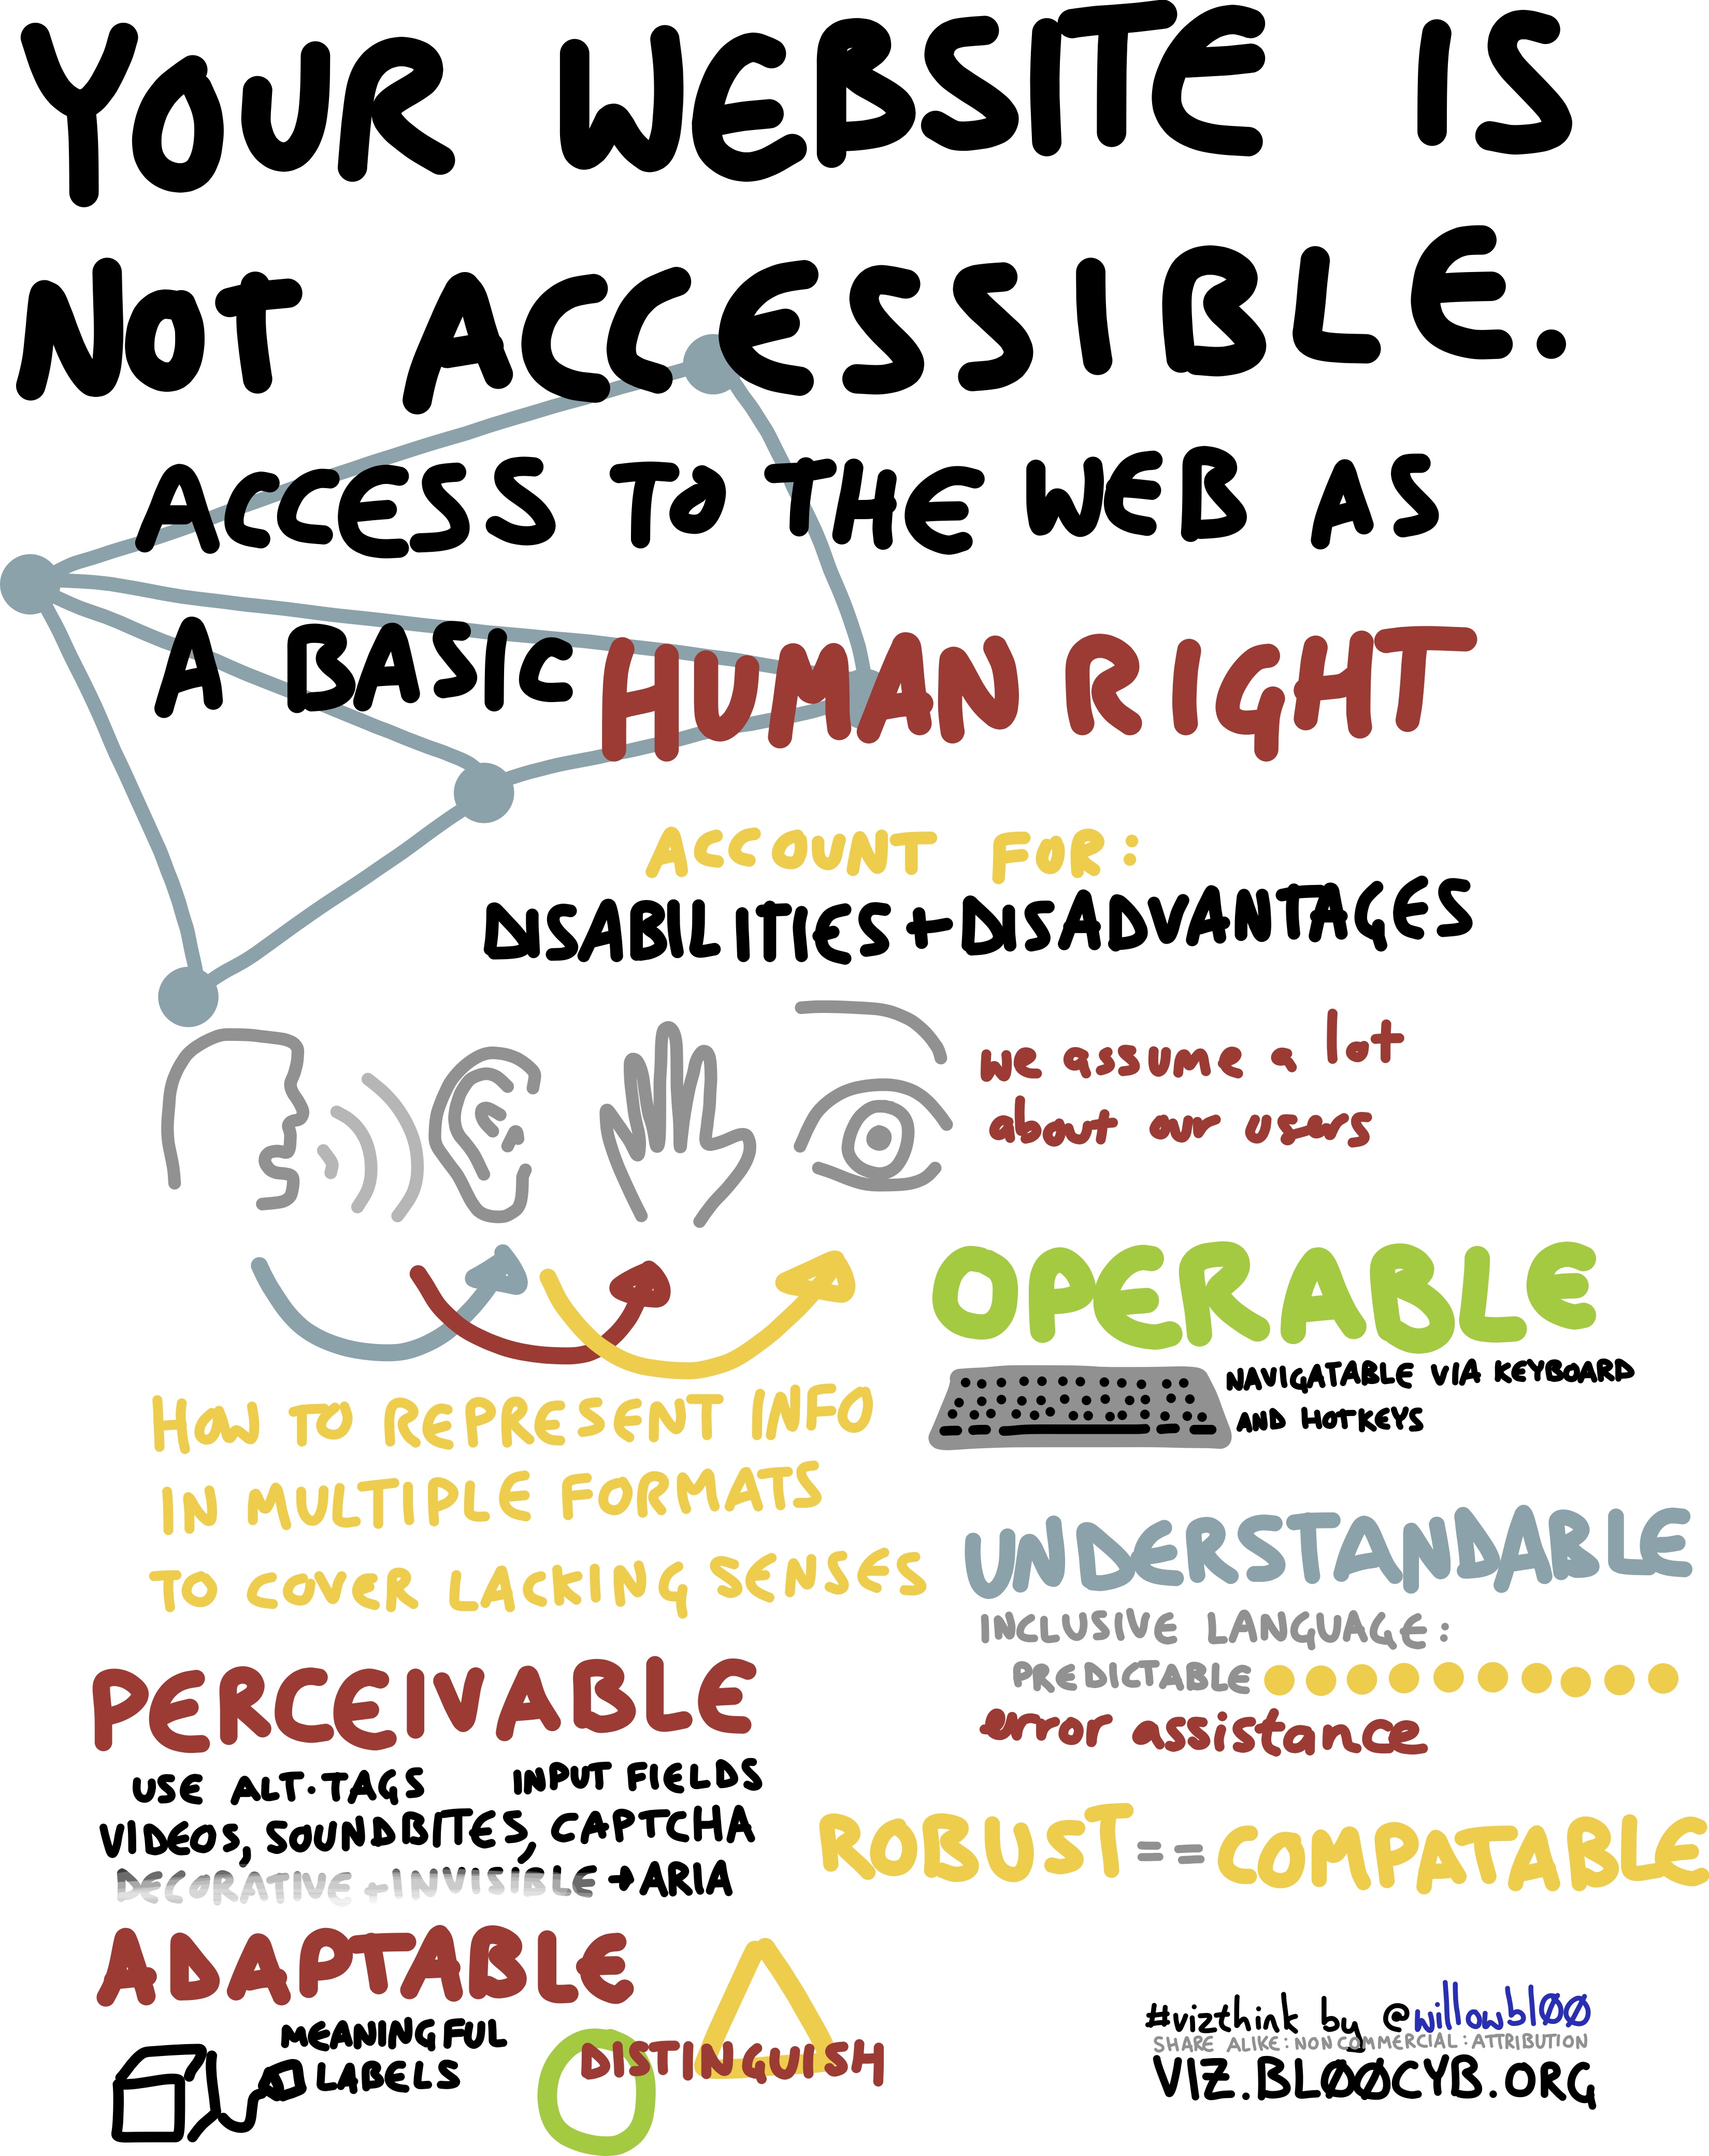 YOUR WEBSITE IS
NOT ACCESSIBLE.
ACCESS TO THE WEB AS
A BASIC HUMAN RIGHT
ACCOUNT FOR:
DISABILITIES + DISADVANTAGES
we assume a lot
about our users
HOW TO REPRESENT INFO
IN MULTIPLE FORMATS
TO COVER LACKING SENSES
PERCEIVABLE
USE ALT·TAGS INPUT FIELDS
VIDEOS, SOUNDBITES, CAPTCHA
DECORATIVE + INVISIBLE → ARIA
ADAPTABLE
MEANINGFUL
LABELS
DISTINGUISH
OPERABLE
NAVIGATABLE VIA KEYBOARD
AND HOTKEYS
UNDERSTANDABLE
INCLUSIVE LANGUAGE:
PREDICTABLE
error assistance
ROBUST == COMPATABLE
#vizthink by @willowbl00
SHARE ALIKE: NON COMMERCIAL: ATTRIBUTION
VIZ.BL00CYB.ORG